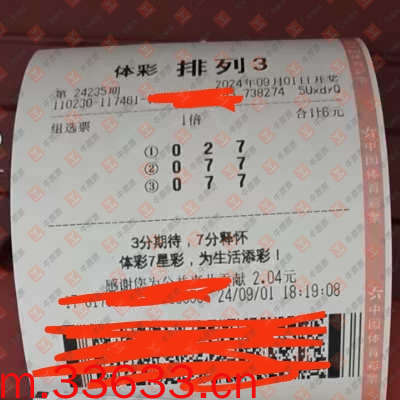 体彩 排列3
第 24235期 2024年09月01日开奖
110230-117461- 738274 5UxdrQ
组选票 1倍 合计6元
① 0 2 7
② 0 7 7
③ 0 7 7
3分期待，7分释怀
体彩7星彩，为生活添彩！
感谢您为公益 贡献 2.04元
24/09/01 18:19:08
中国体育彩票
m.33633.cn